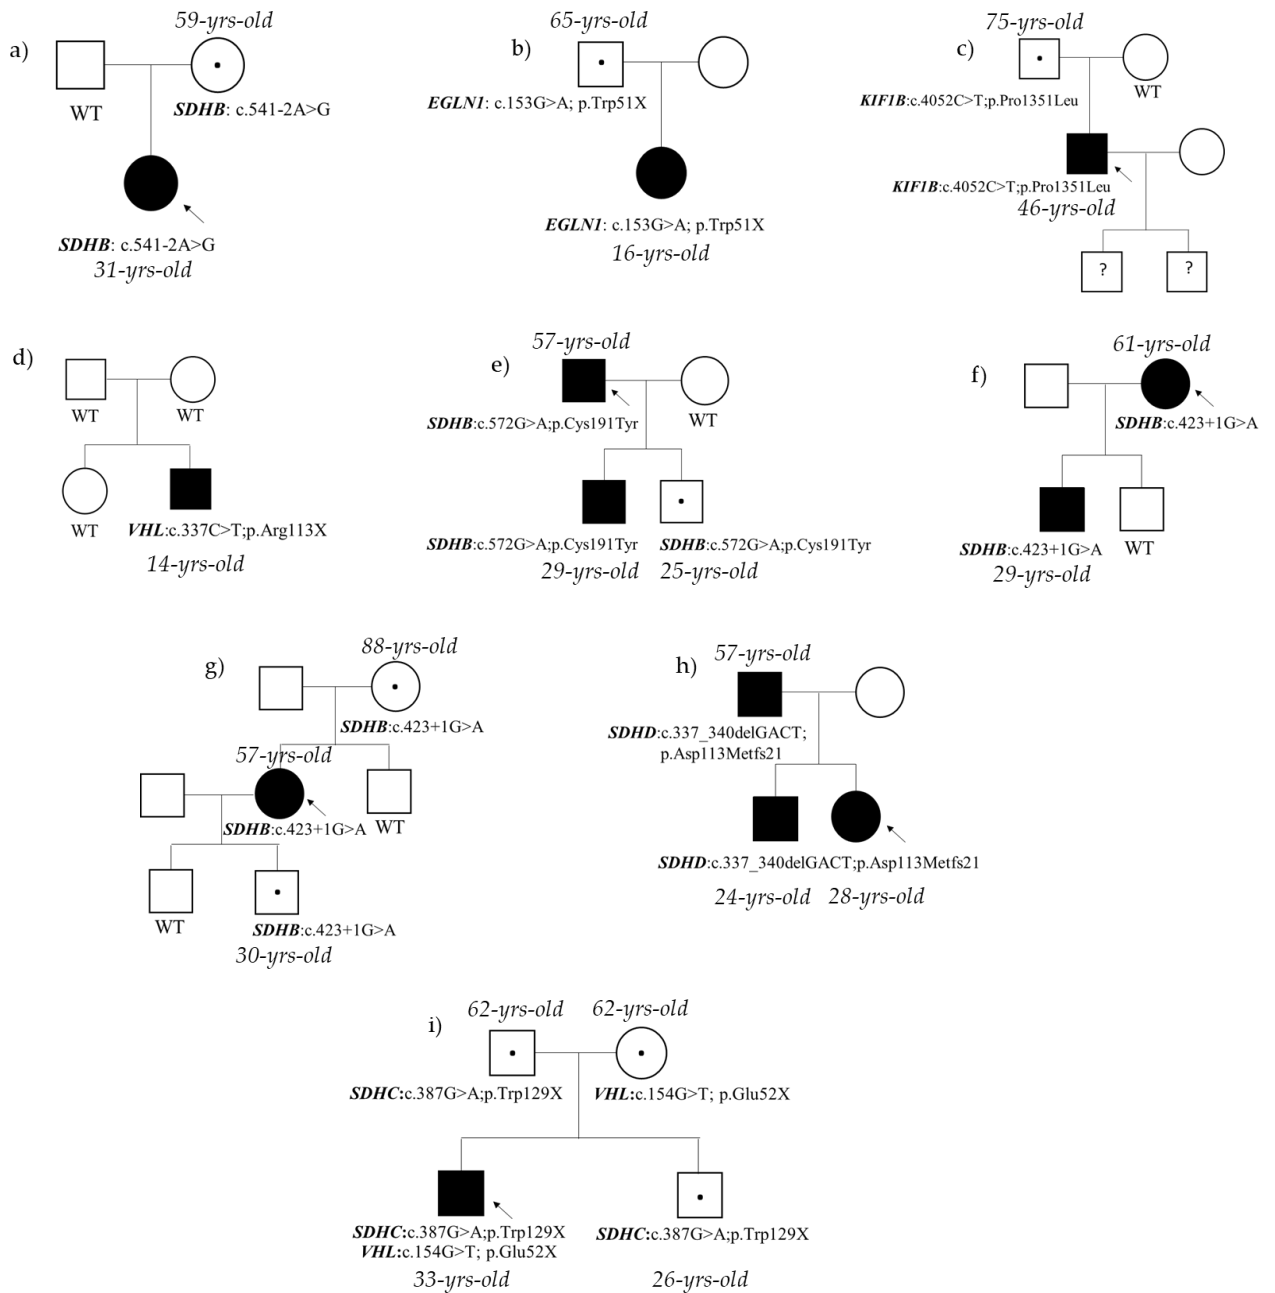 a)
59-yrs-old
WT
SDHB: c.541-2A>G
SDHB: c.541-2A>G
31-yrs-old
b)
65-yrs-old
EGLN1: c.153G>A; p.Trp51X
EGLN1: c.153G>A; p.Trp51X
16-yrs-old
c)
75-yrs-old
KIF1B:c.4052C>T;p.Pro1351Leu
WT
KIF1B:c.4052C>T;p.Pro1351Leu
46-yrs-old
? ?
d)
WT WT
WT
VHL:c.337C>T;p.Arg113X
14-yrs-old
e)
57-yrs-old
SDHB:c.572G>A;p.Cys191Tyr
WT
SDHB:c.572G>A;p.Cys191Tyr SDHB:c.572G>A;p.Cys191Tyr
29-yrs-old 25-yrs-old
f)
61-yrs-old
SDHB:c.423+1G>A
SDHB:c.423+1G>A WT
29-yrs-old
g)
88-yrs-old
SDHB:c.423+1G>A
57-yrs-old
SDHB:c.423+1G>A WT
WT
SDHB:c.423+1G>A
30-yrs-old
h)
57-yrs-old
SDHD:c.337_340delGACT;
p.Asp113Metfs21
SDHD:c.337_340delGACT;p.Asp113Metfs21
24-yrs-old 28-yrs-old
i)
62-yrs-old 62-yrs-old
SDHC:c.387G>A;p.Trp129X VHL:c.154G>T; p.Glu52X
SDHC:c.387G>A;p.Trp129X SDHC:c.387G>A;p.Trp129X
VHL:c.154G>T; p.Glu52X
33-yrs-old 26-yrs-old